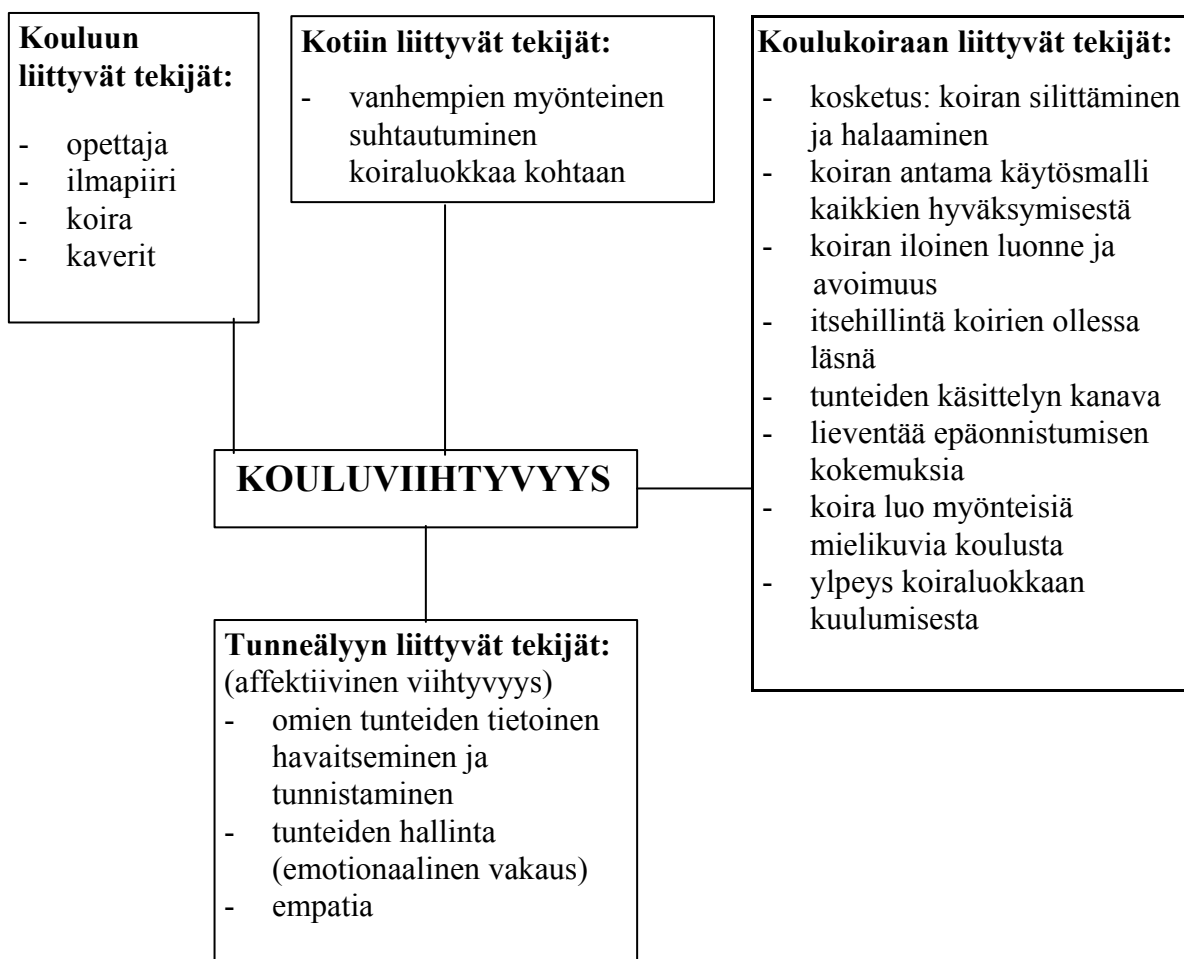 Kouluun
liittyvät tekijät:
- opettaja
- ilmapiiri
- koira
- kaverit
Kotiin liittyvät tekijät:
- vanhempien myönteinen
suhtautuminen
koiraluokkaa kohtaan
Koulukoiraan liittyvät tekijät:
- kosketus: koiran silittäminen
ja halaaminen
- koiran antama käytösmalli
kaikkien hyväksymisestä
- koiran iloinen luonne ja
avoimuus
- itsehillintä koirien ollessa
läsnä
- tunteiden käsittelyn kanava
- lieventää epäonnistumisen
kokemuksia
- koira luo myönteisiä
mielikuvia koulusta
- ylpeys koiraluokkaan
kuulumisesta
KOULUVIIHTYVYYS
Tunneälyyn liittyvät tekijät:
(affektiivinen viihtyvyys)
- omien tunteiden tietoinen
havaitseminen ja
tunnistaminen
- tunteiden hallinta
(emotionaalinen vakaus)
- empatia